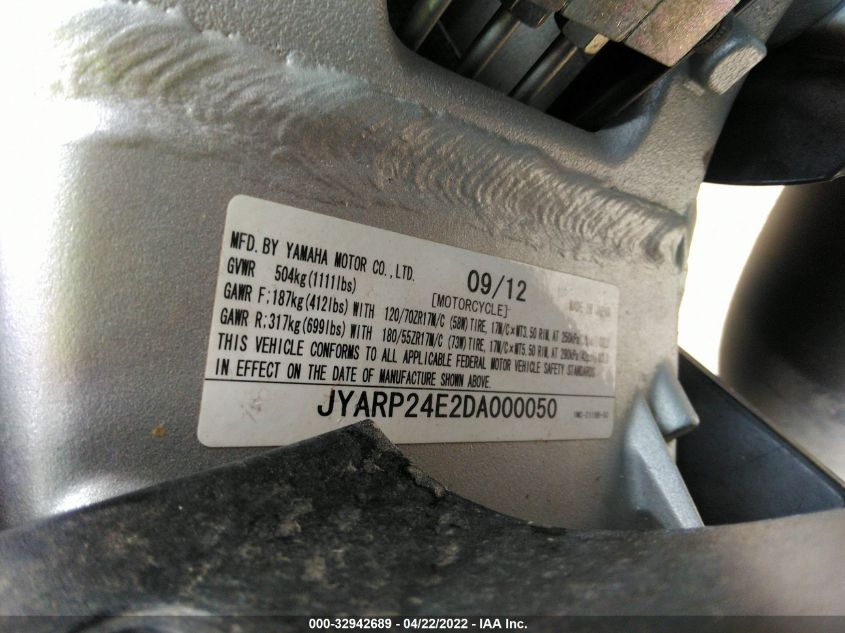 MFD. BY YAMAHA MOTOR CO.,LTD. 09/12 MADE IN JAPAN
GVWR 504kg(1111lbs) [MOTORCYCLE]
GAWR F;187kg(412lbs) WITH 120/70ZR17M/C (58W) TIRE, 17M/C×MT3.50 RIM, AT 250kPa
GAWR R;317kg(699lbs) WITH 180/55ZR17M/C (73W) TIRE, 17M/C×MT5.50 RIM, AT 290kPa
THIS VEHICLE CONFORMS TO ALL APPLICABLE FEDERAL MOTOR VEHICLE SAFETY STANDARDS
IN EFFECT ON THE DATE OF MANUFACTURE SHOWN ABOVE.
JYARP24E2DA000050
000-32942689 - 04/22/2022 - IAA Inc.